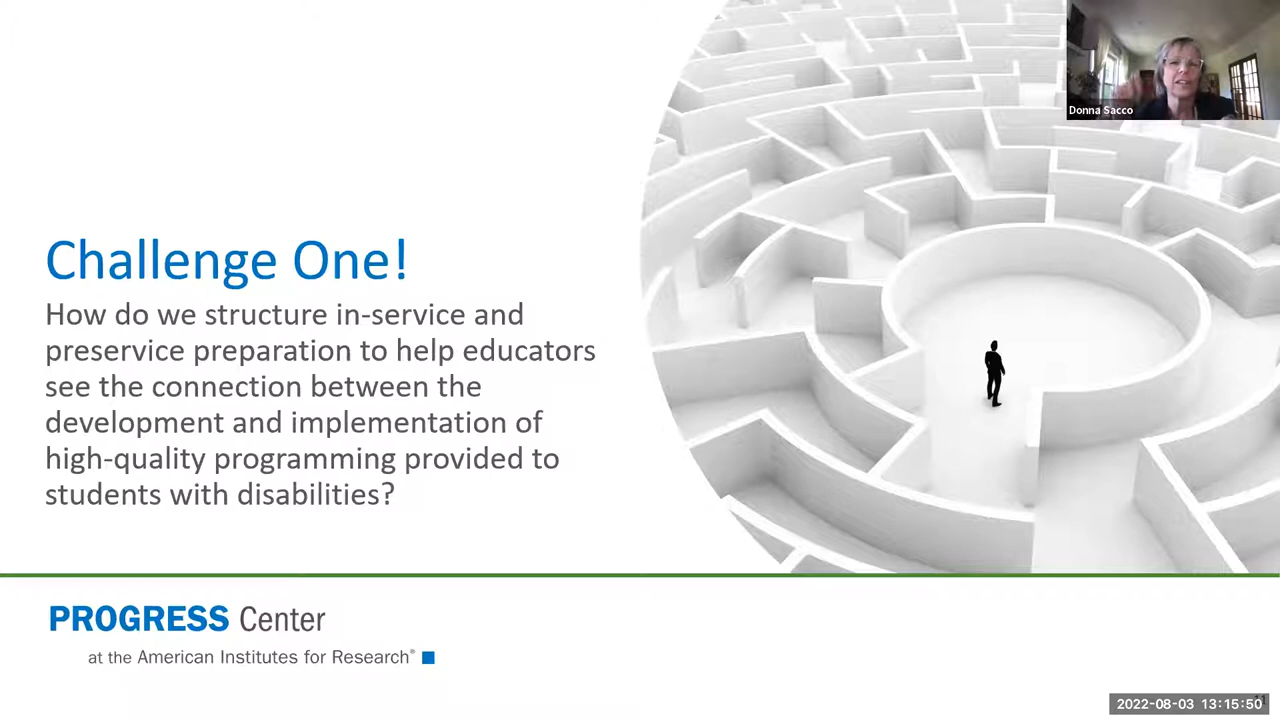 Donna Sacco
Challenge One!
How do we structure in-service and
preservice preparation to help educators
see the connection between the
development and implementation of
high-quality programming provided to
students with disabilities?
PROGRESS Center
at the American Institutes for Research®
2022-08-03 13:15:50